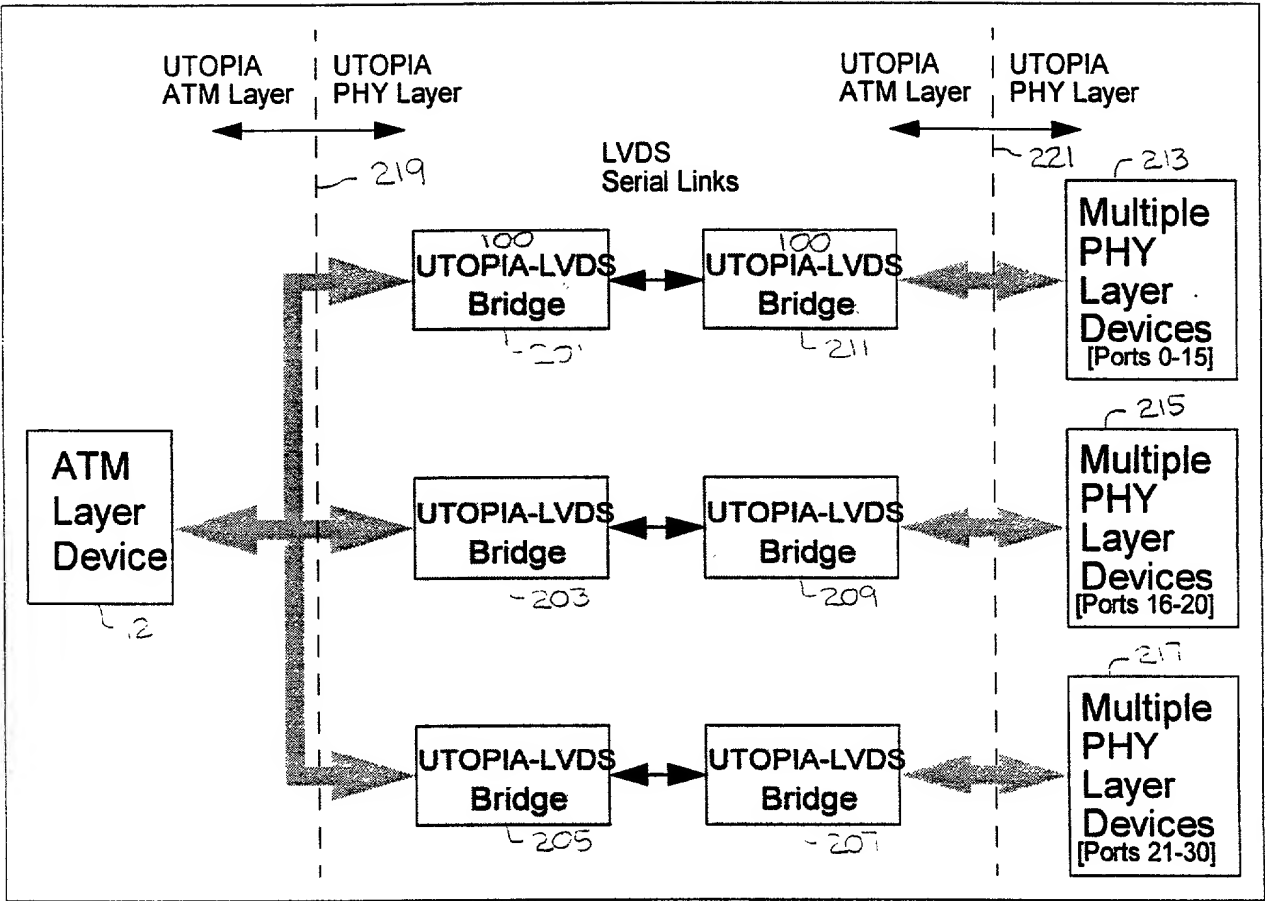 UTOPIA
ATM Layer
UTOPIA
PHY Layer
UTOPIA
ATM Layer
UTOPIA
PHY Layer
219
LVDS
Serial Links
221
213
100
UTOPIA-LVDS
Bridge
100
UTOPIA-LVDS
Bridge
211
Multiple
PHY
Layer
Devices
[Ports 0-15]
ATM
Layer
Device
12
UTOPIA-LVDS
Bridge
203
UTOPIA-LVDS
Bridge
209
215
Multiple
PHY
Layer
Devices
[Ports 16-20]
UTOPIA-LVDS
Bridge
205
UTOPIA-LVDS
Bridge
207
217
Multiple
PHY
Layer
Devices
[Ports 21-30]